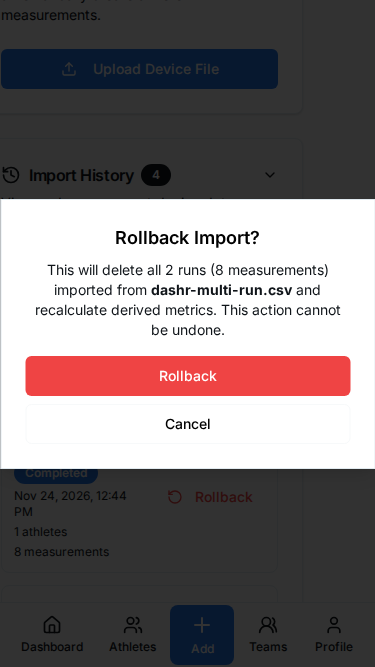 measurements.
Upload Device File
Import History 4
Rollback Import?
This will delete all 2 runs (8 measurements)
imported from dashr-multi-run.csv and
recalculate derived metrics. This action cannot
be undone.
Rollback
Cancel
Completed
Nov 24, 2026, 12:44
PM
Rollback
1 athletes
8 measurements
Dashboard
Athletes
Add
Teams
Profile